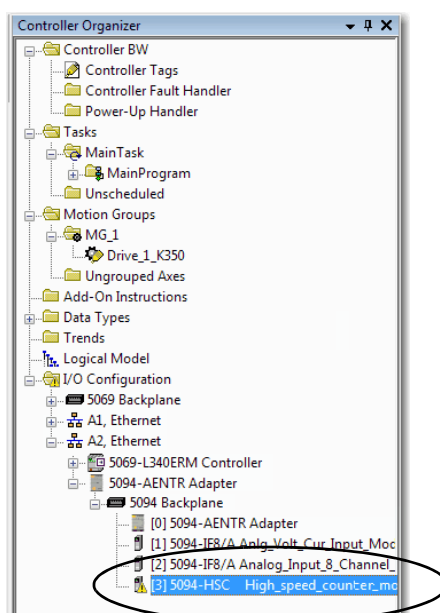 Controller Organizer
Controller BW
Controller Tags
Controller Fault Handler
Power-Up Handler
Tasks
MainTask
MainProgram
Unscheduled
Motion Groups
MG_1
Drive_1_K350
Ungrouped Axes
Add-On Instructions
Data Types
Trends
Logical Model
I/O Configuration
5069 Backplane
A1, Ethernet
A2, Ethernet
5069-L340ERM Controller
5094-AENTR Adapter
5094 Backplane
[0] 5094-AENTR Adapter
[1] 5094-IF8/A Anlg_Volt_Cur_Input_Moc
[2] 5094-IF8/A Analog_Input_8_Channel_
[3] 5094-HSC High_speed_counter_mo